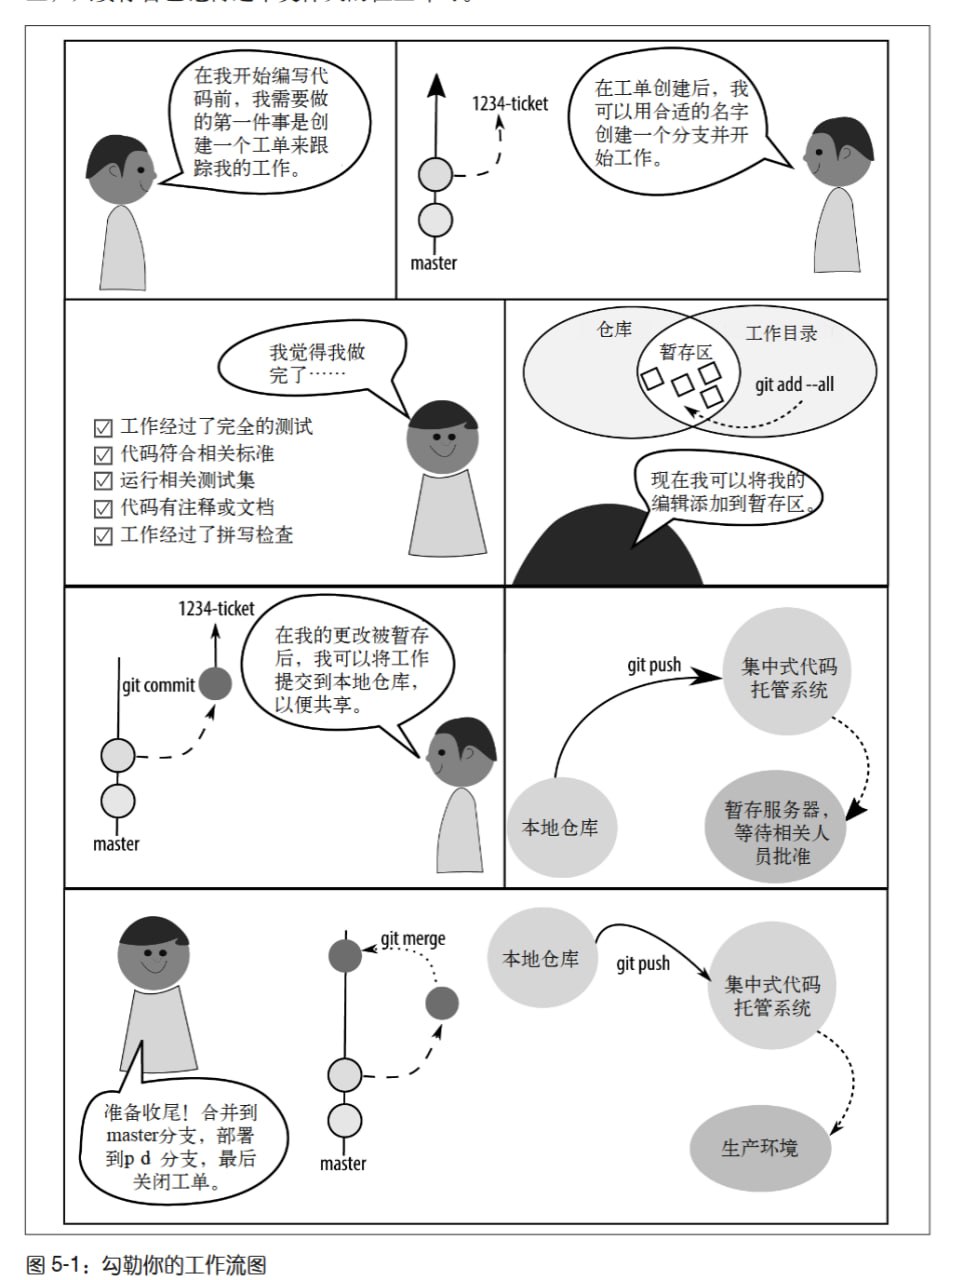 在我开始编写代
码前，我需要做
的第一件事是创
建一个工单来跟
踪我的工作。
1234-ticket
master
在工单创建后，我
可以用合适的名字
创建一个分支并开
始工作。
我觉得我做
完了……
工作经过了完全的测试
代码符合相关标准
运行相关测试集
代码有注释或文档
工作经过了拼写检查
仓库
工作目录
暂存区
git add --all
现在我可以将我的
编辑添加到暂存区。
1234-ticket
git commit
master
在我的更改被暂存
后，我可以将工作
提交到本地仓库，
以便共享。
git push
集中式代码
托管系统
本地仓库
暂存服务器，
等待相关人
员批准
准备收尾！合并到
master分支，部署
到p d 分支，最后
关闭工单。
git merge
master
本地仓库
git push
集中式代码
托管系统
生产环境
图 5-1：勾勒你的工作流图